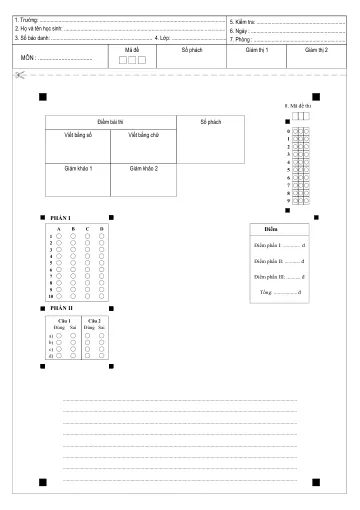 1. Trường: ..........................................................
2. Họ và tên học sinh: ..........................................................
3. Số báo danh: .......................................... 4. Lớp: ......................
5. Kiểm tra: ......................................
6. Ngày : ......................................
7. Phòng : ......................................
MÔN : ..............................
Mã đề
Số phách
Giám thị 1
Giám thị 2
8. Mã đề thi
Điểm bài thi
Số phách
Viết bằng số
Viết bằng chữ
Giám khảo 1
Giám khảo 2
0
1
2
3
4
5
6
7
8
9
PHẦN I
A B C D
1
2
3
4
5
6
7
8
9
10
Điểm
Điểm phần I: ............ đ
Điểm phần II: .......... đ
Điểm phần III: ......... đ
Tổng: ................. đ
PHẦN II
Câu 1 Câu 2
Đúng Sai Đúng Sai
a)
b)
c)
d)